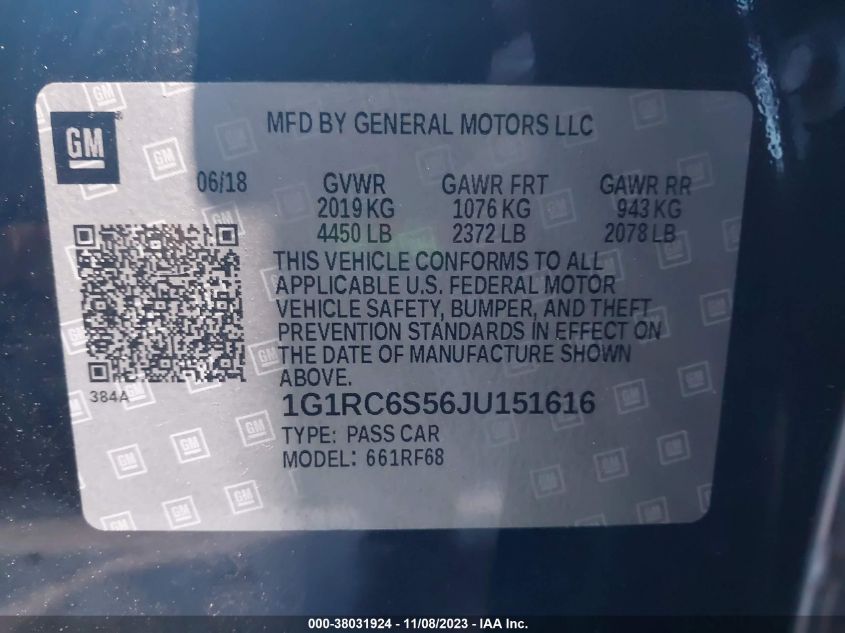 GM
MFD BY GENERAL MOTORS LLC
06/18 GVWR GAWR FRT GAWR RR
2019 KG 1076 KG 943 KG
4450 LB 2372 LB 2078 LB
THIS VEHICLE CONFORMS TO ALL
APPLICABLE U.S. FEDERAL MOTOR
VEHICLE SAFETY, BUMPER, AND THEFT
PREVENTION STANDARDS IN EFFECT ON
THE DATE OF MANUFACTURE SHOWN
ABOVE.
384A
1G1RC6S56JU151616
TYPE: PASS CAR
MODEL: 661RF68
000-38031924 - 11/08/2023 - IAA Inc.